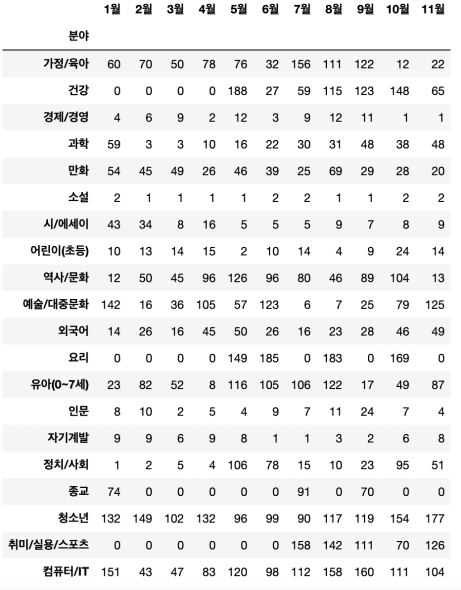 1월 2월 3월 4월 5월 6월 7월 8월 9월 10월 11월
분야
가정/육아 60 70 50 78 76 32 156 111 122 12 22
건강 0 0 0 0 188 27 59 115 123 148 65
경제/경영 4 6 9 2 12 3 9 12 11 1 1
과학 59 3 3 10 16 22 30 31 48 38 48
만화 54 45 49 26 46 39 25 69 29 28 20
소설 2 1 1 1 1 2 2 1 1 2 2
시/에세이 43 34 8 16 5 5 5 9 7 8 9
어린이(초등) 10 13 14 15 2 10 14 4 9 24 14
역사/문화 12 50 45 96 126 96 80 46 89 104 13
예술/대중문화 142 16 36 105 57 123 6 7 25 79 125
외국어 14 26 16 45 50 26 16 23 28 46 49
요리 0 0 0 0 149 185 0 183 0 169 0
유아(0~7세) 23 82 52 8 116 105 106 122 17 49 87
인문 8 10 2 5 4 9 7 11 24 7 4
자기계발 9 9 6 9 8 1 1 3 2 6 8
정치/사회 1 2 5 4 106 78 15 10 23 95 51
종교 74 0 0 0 0 0 91 0 70 0 0
청소년 132 149 102 132 96 99 90 117 119 154 177
취미/실용/스포츠 0 0 0 0 0 0 158 142 111 70 126
컴퓨터/IT 151 43 47 83 120 98 112 158 160 111 104